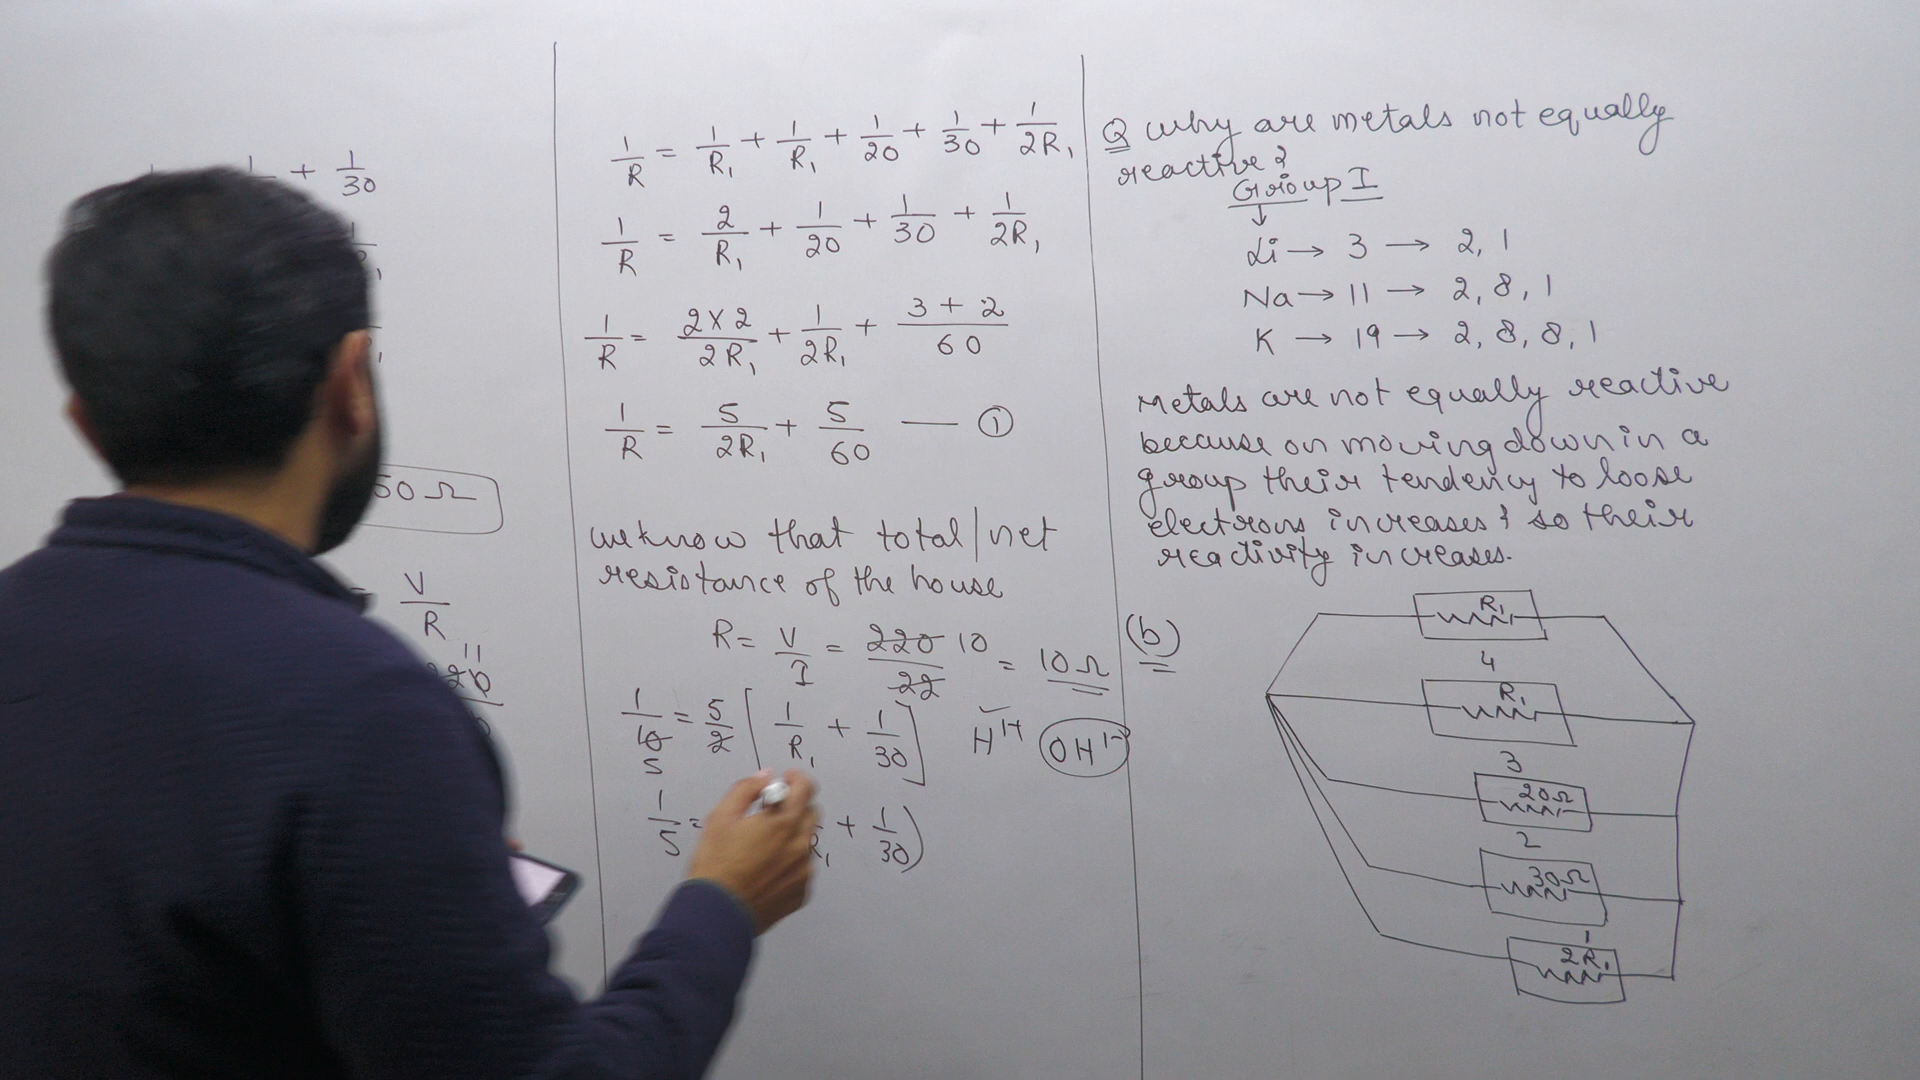 + 1/30
50Ω
= V/R
11
220
1/R = 1/R₁ + 1/R₁ + 1/20 + 1/30 + 1/2R₁
1/R = 2/R₁ + 1/20 + 1/30 + 1/2R₁
1/R = 2×2/2R₁ + 1/2R₁ + 3+2/60
1/R = 5/2R₁ + 5/60 — ①
we know that total/net
resistance of the house
R = V/I = 220/22 10 = 10Ω
1/10 = 5/2 [1/R₁ + 1/30]
5
H¹⁺ OH¹⁻
1/5 = R₁ + 1/30)
Q why are metals not equally
reactive?
Group I
↓
Li → 3 → 2, 1
Na → 11 → 2, 8, 1
K → 19 → 2, 8, 8, 1
Metals are not equally reactive
because on moving down in a
group their tendency to loose
electrons increases & so their
reactivity increases.
(b)
R₁
4
R₁
3
20Ω
2
30Ω
1
2R₁